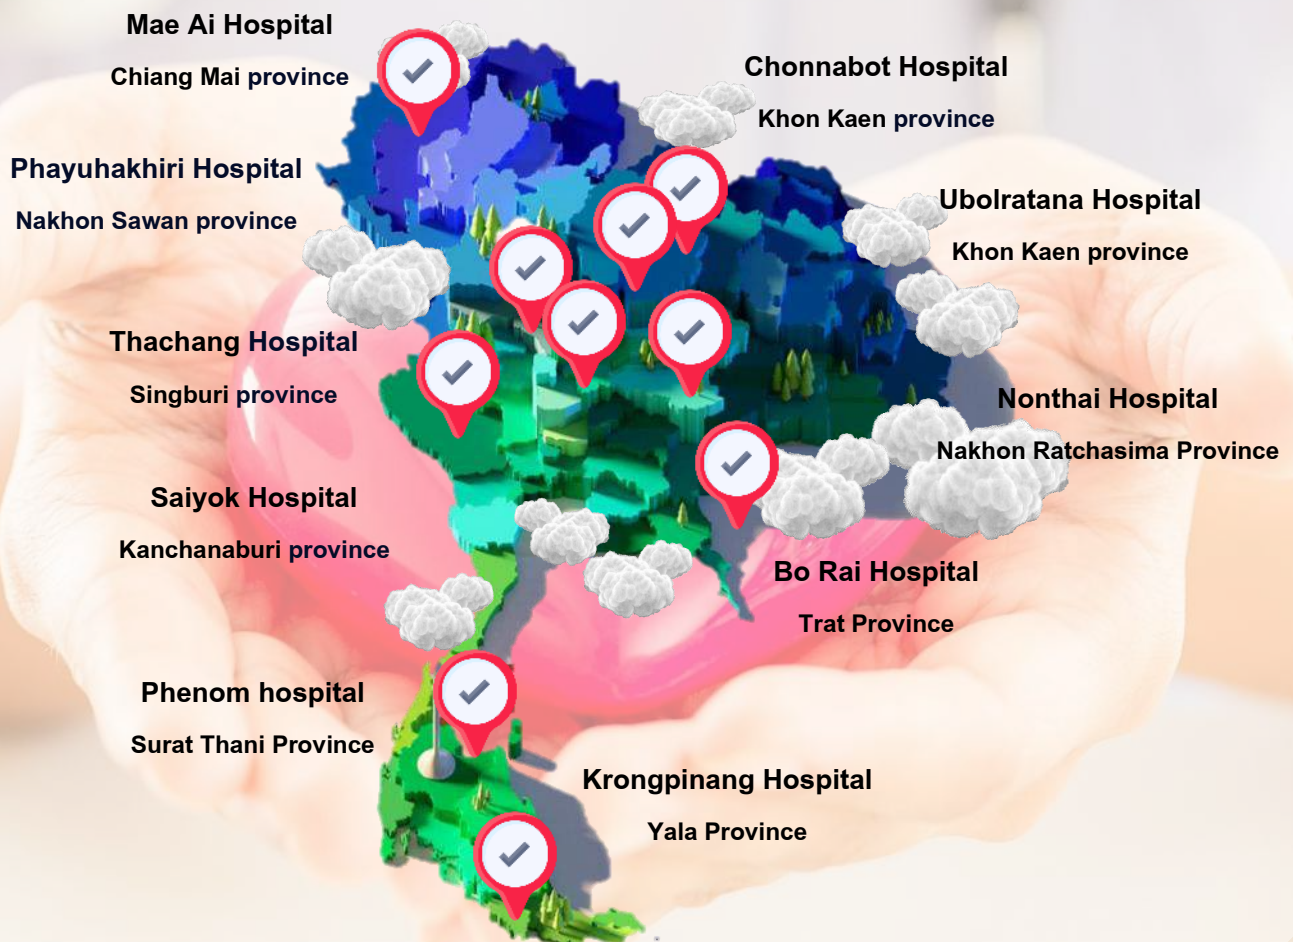 Mae Ai Hospital
Chiang Mai province
Chonnabot Hospital
Khon Kaen province
Phayuhakhiri Hospital
Nakhon Sawan province
Ubolratana Hospital
Khon Kaen province
Thachang Hospital
Singburi province
Nonthai Hospital
Nakhon Ratchasima Province
Saiyok Hospital
Kanchanaburi province
Bo Rai Hospital
Trat Province
Phenom hospital
Surat Thani Province
Krongpinang Hospital
Yala Province